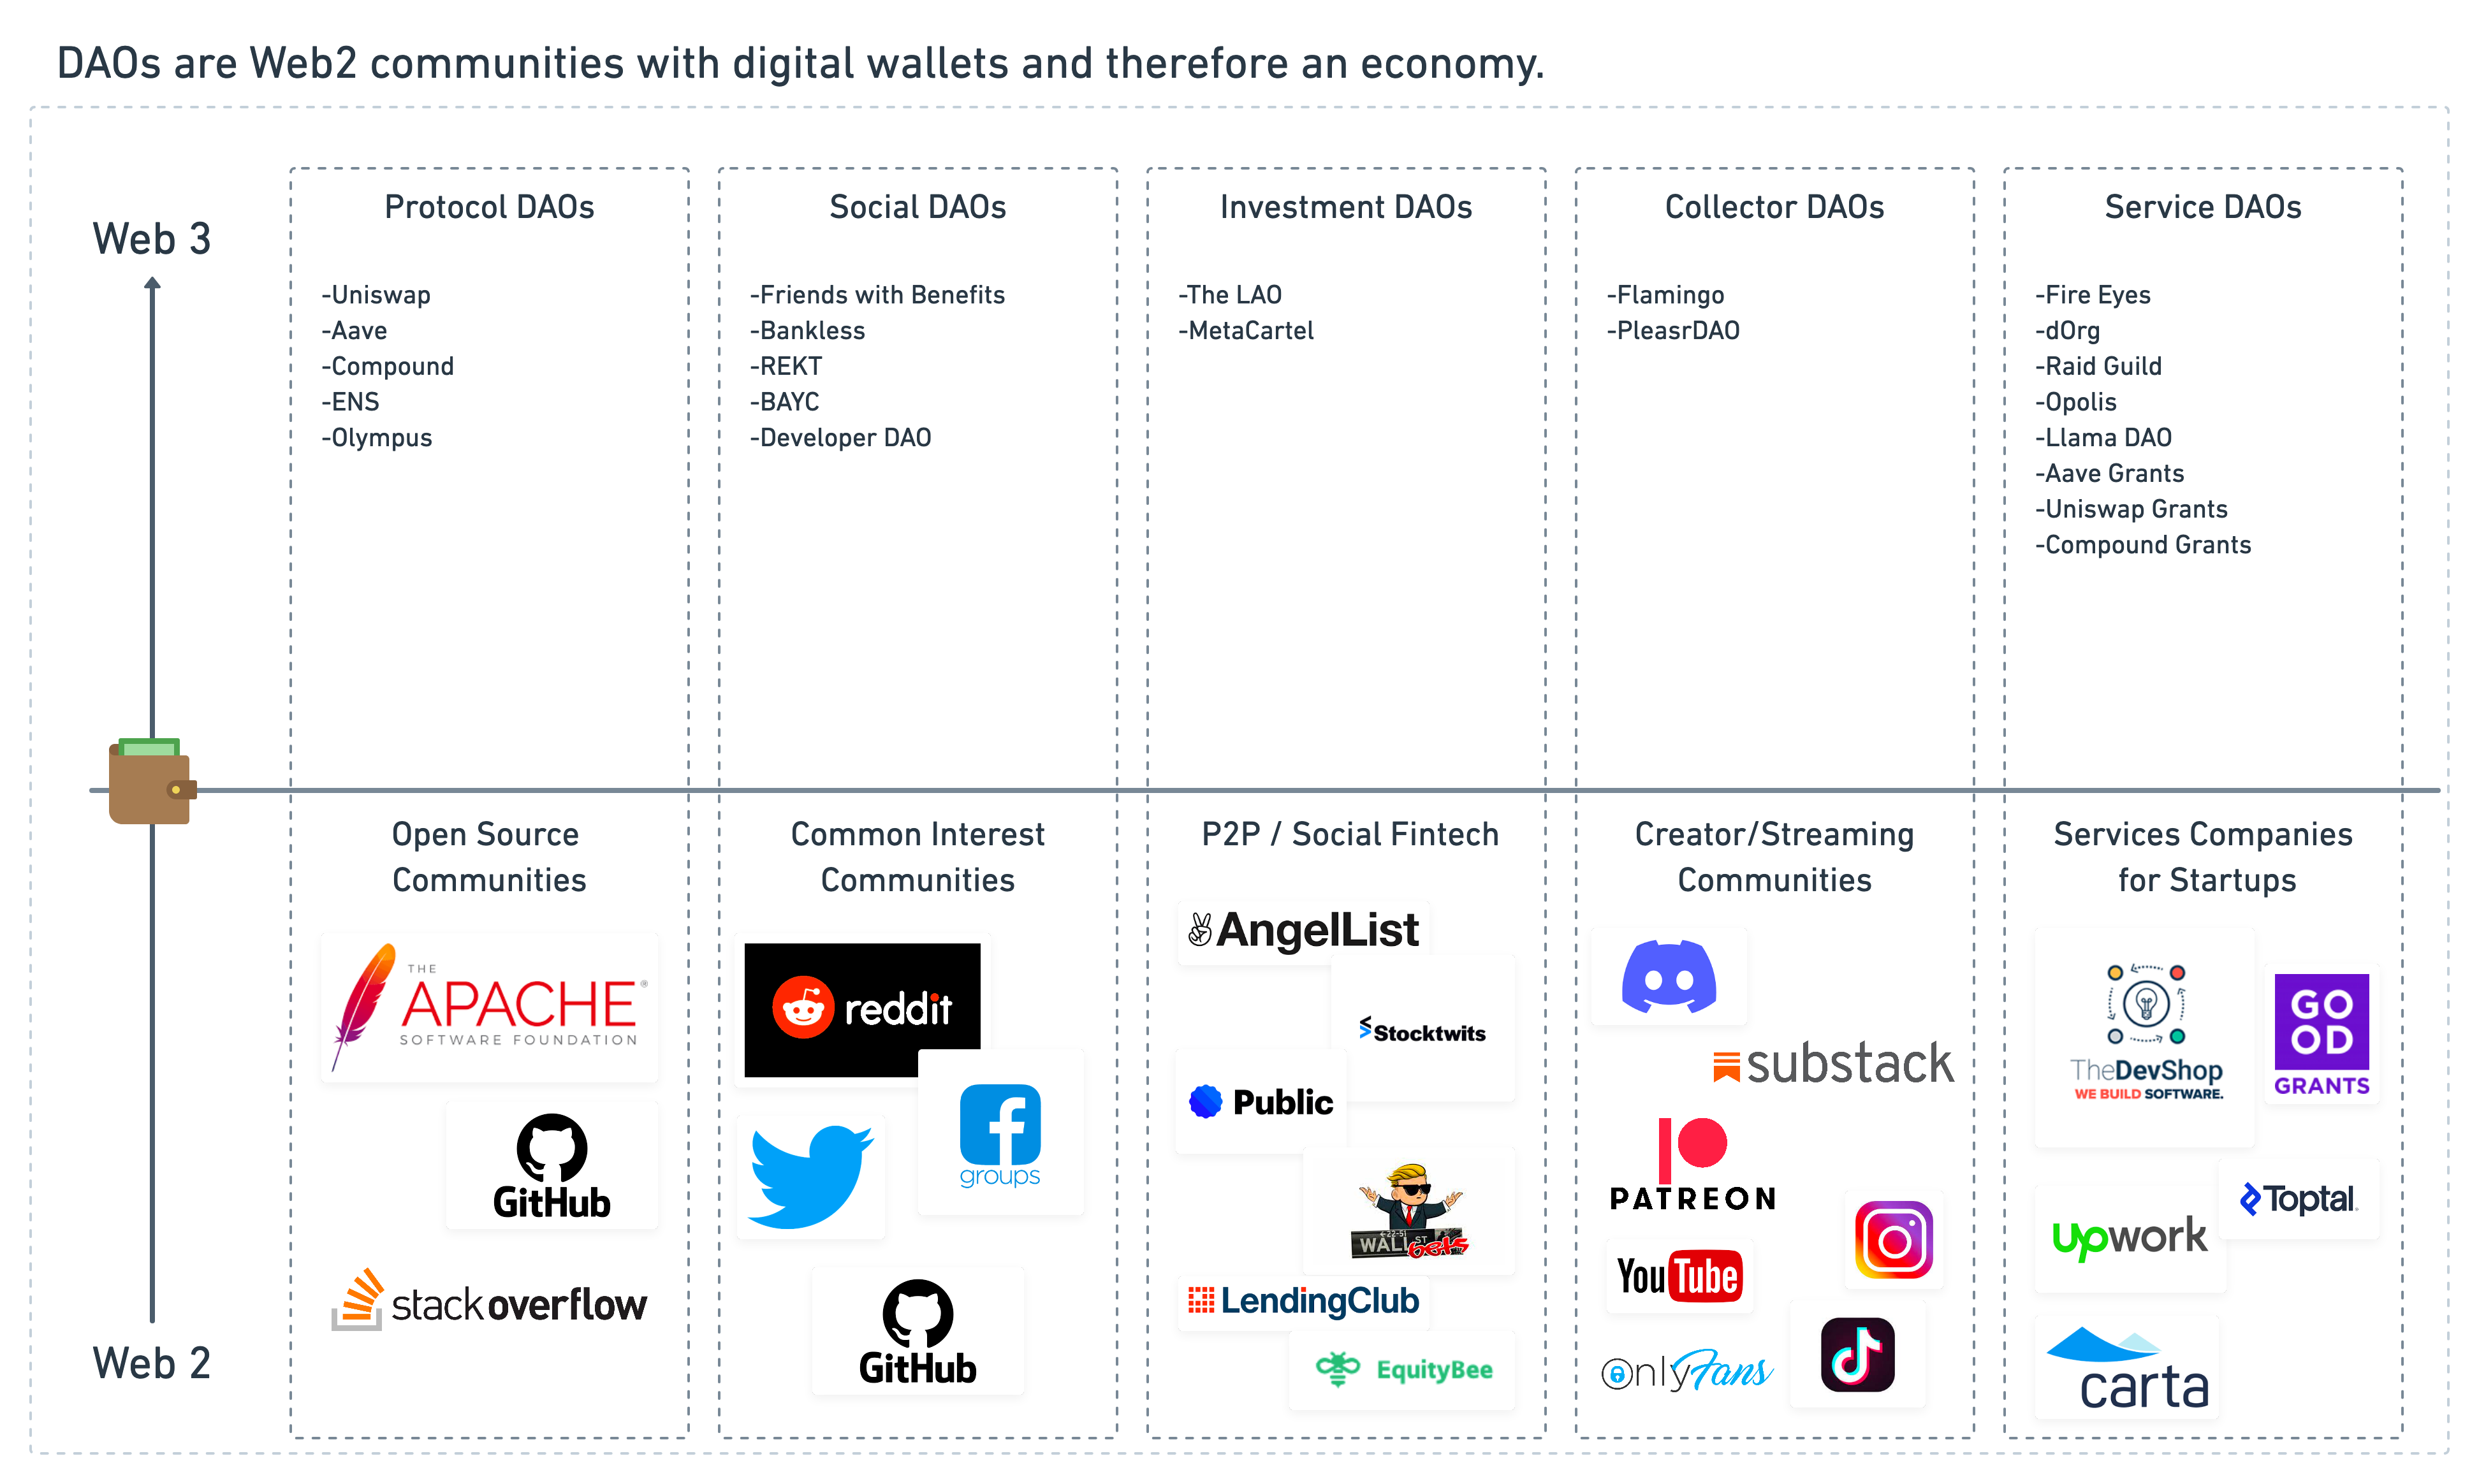 DAOs are Web2 communities with digital wallets and therefore an economy.
Web 3
Protocol DAOs
-Uniswap
-Aave
-Compound
-ENS
-Olympus
Social DAOs
-Friends with Benefits
-Bankless
-REKT
-BAYC
-Developer DAO
Investment DAOs
-The LAO
-MetaCartel
Collector DAOs
-Flamingo
-PleasrDAO
Service DAOs
-Fire Eyes
-dOrg
-Raid Guild
-Opolis
-Llama DAO
-Aave Grants
-Uniswap Grants
-Compound Grants
Web 2
Open Source
Communities
THE
APACHE®
SOFTWARE FOUNDATION
GitHub
stackoverflow
Common Interest
Communities
reddit
groups
GitHub
P2P / Social Fintech
AngelList
Stocktwits
Public
WALL ST
bets
LendingClub
EquityBee
Creator/Streaming
Communities
substack
PATREON
YouTube
OnlyFans
Services Companies
for Startups
TheDevShop
WE BUILD SOFTWARE.
GO
OD
GRANTS
Toptal.
upwork
carta